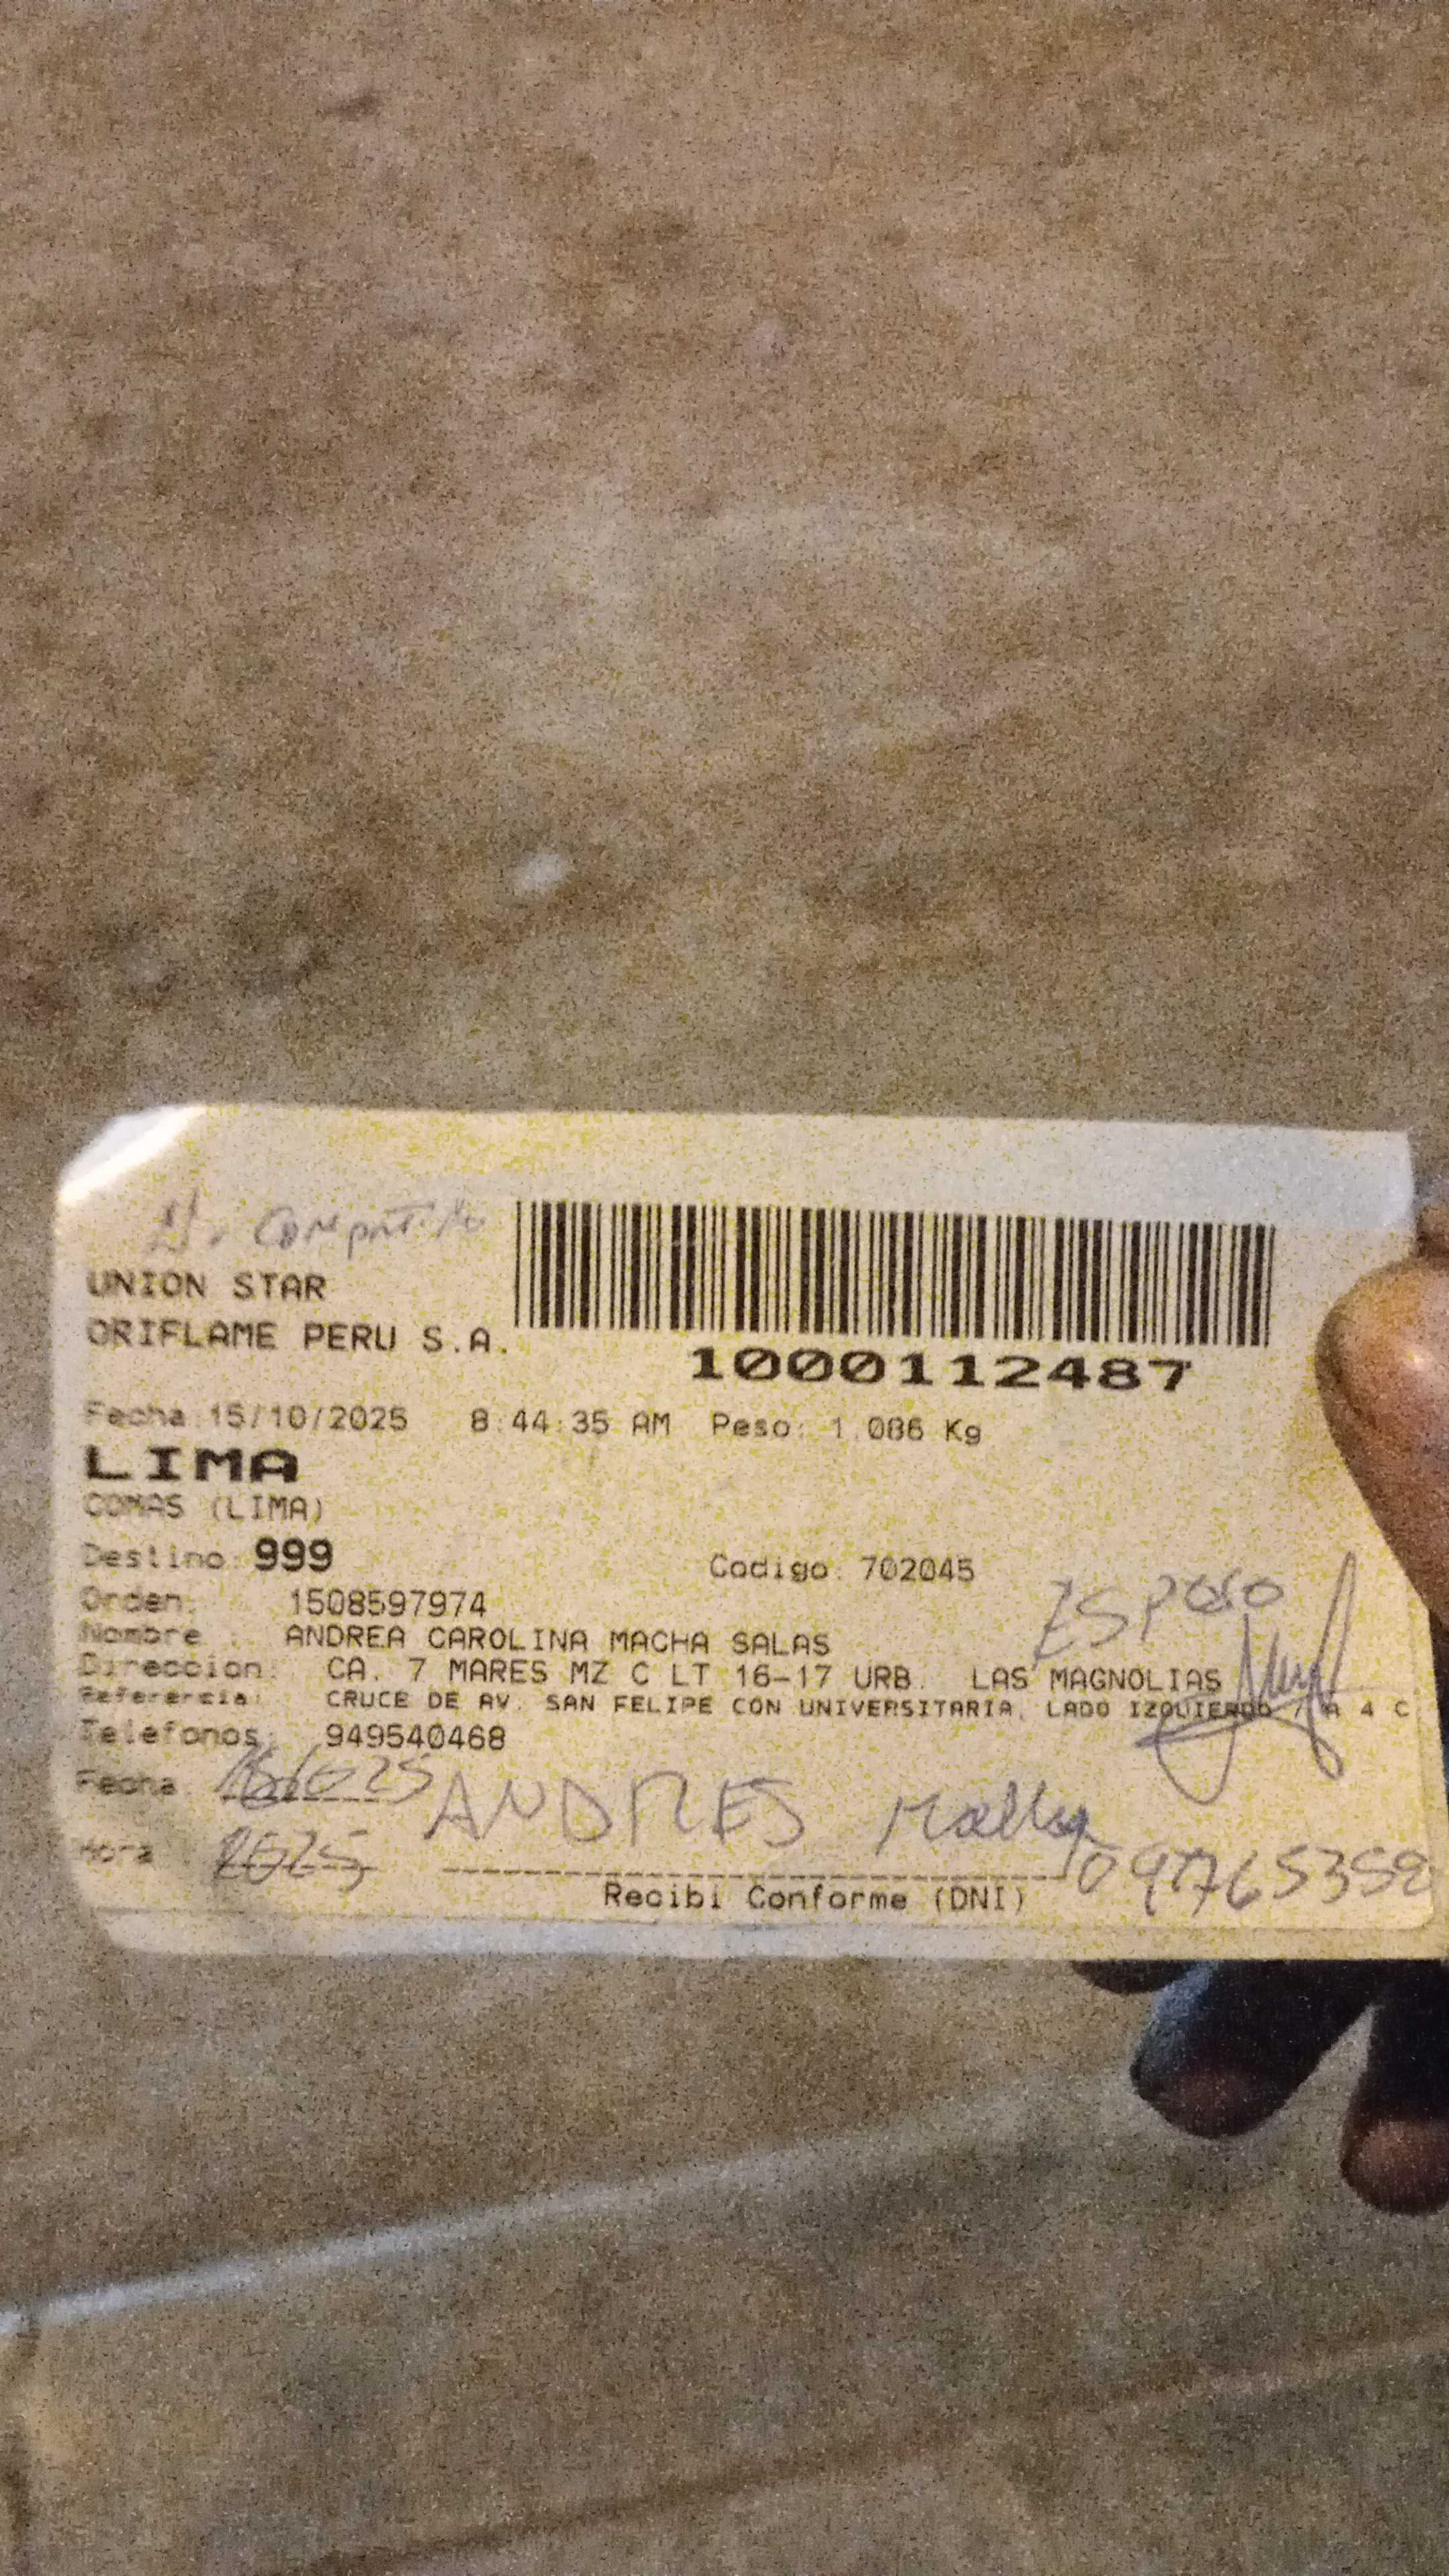 UNION STAR
ORIFLAME PERU S.A.
1000112487
Fecha:15/10/2025 8:44:35 AM Peso: 1.086 Kg
LIMA
COMAS (LIMA)
Destino: 999 Codigo: 702045
Orden: 1508597974
ESPOSO
Nombre : ANDREA CAROLINA MACHA SALAS
Direccion: CA. 7 MARES MZ C LT 16-17 URB. LAS MAGNOLIAS
Referencia: CRUCE DE AV. SAN FELIPE CON UNIVERSITARIA, LADO IZQUIERDO / A 4 C
Telefonos: 949540468
Fecha: ANDRES
Hora :
Recibi Conforme (DNI)